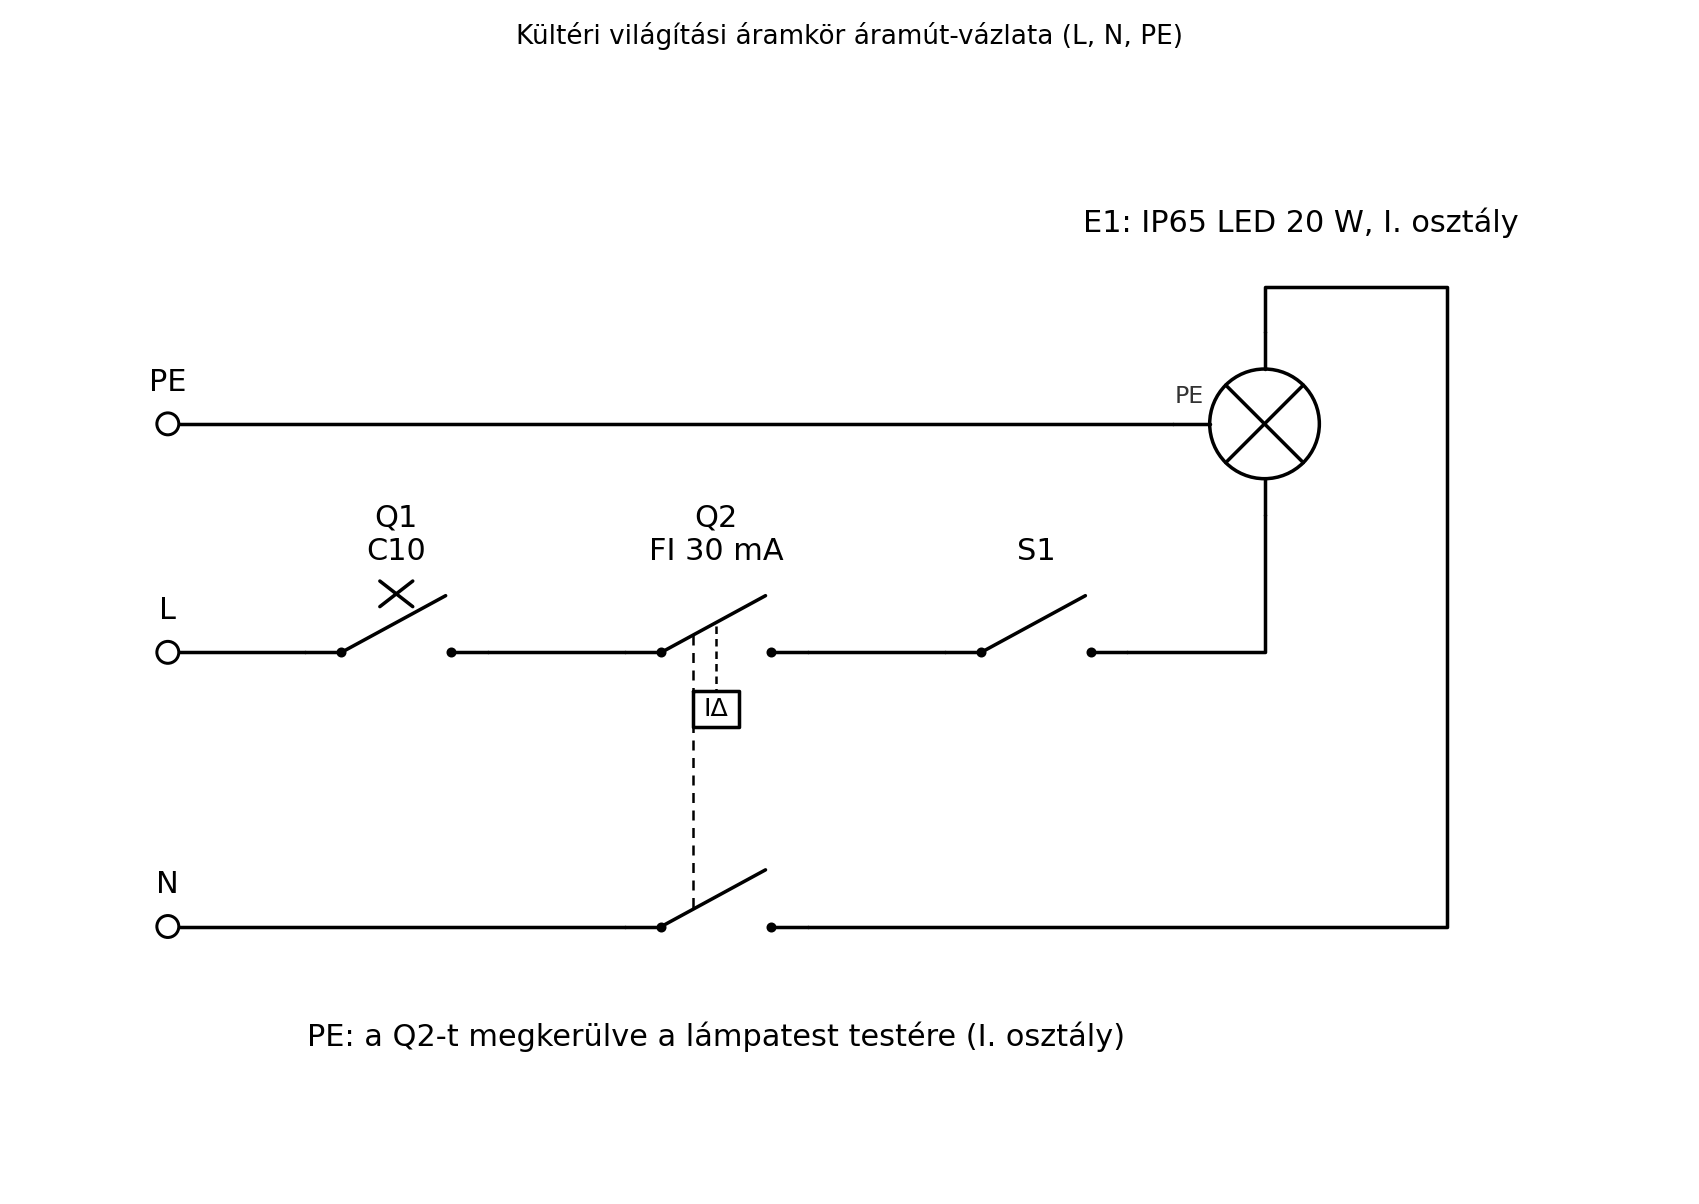 Kültéri világítási áramkör áramút-vázlata (L, N, PE)
E1: IP65 LED 20 W, I. osztály
PE
PE
Q1
C10
Q2
FI 30 mA
S1
L
IΔ
N
PE: a Q2-t megkerülve a lámpatest testére (I. osztály)